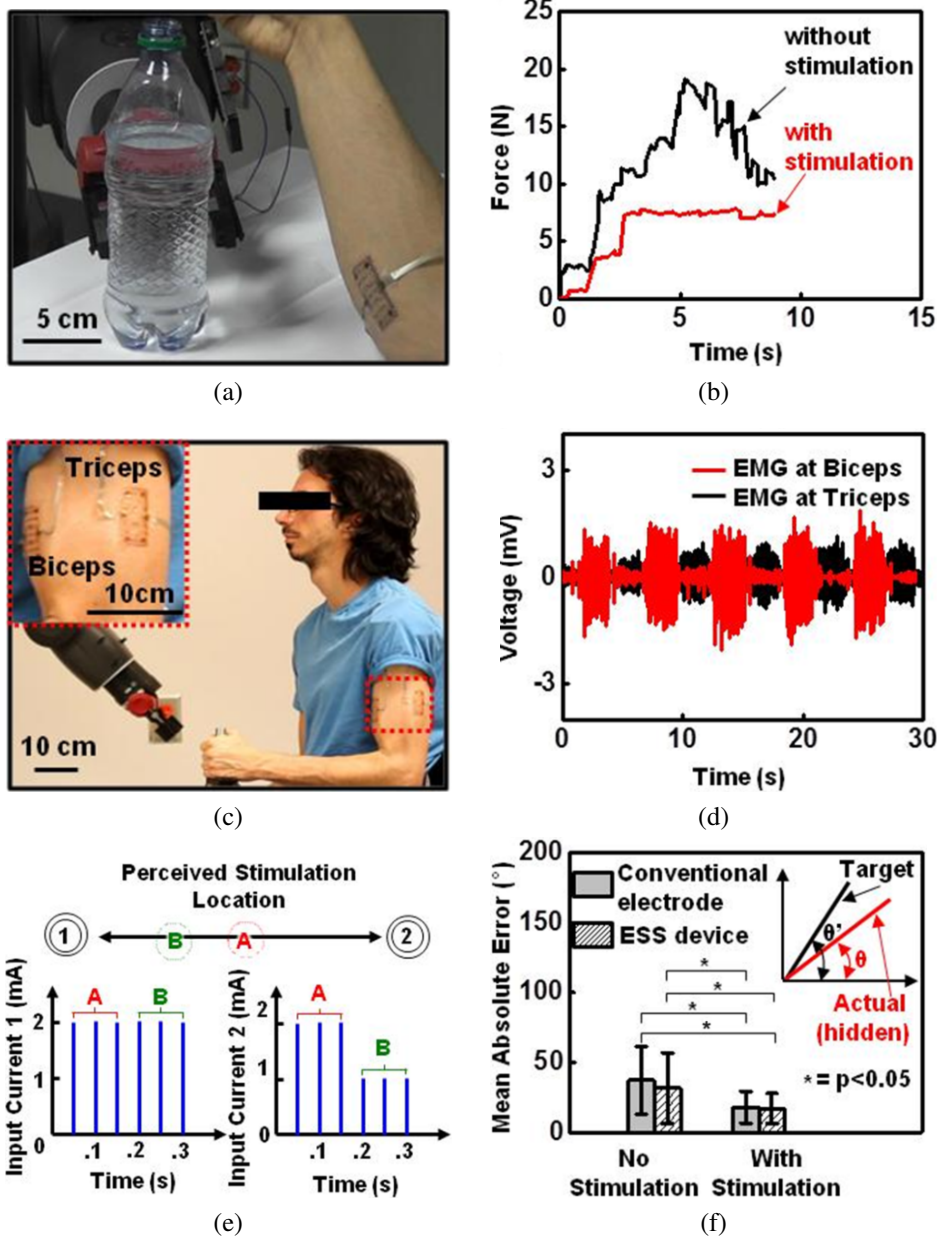 5 cm
(a)
25
20
15
10
5
0
Force (N)
without
stimulation
with
stimulation
0 5 10 15
Time (s)
(b)
Triceps
Biceps
10cm
10 cm
(c)
3
0
-3
Voltage (mV)
EMG at Biceps
EMG at Triceps
0 10 20 30
Time (s)
(d)
Perceived Stimulation
Location
1 B A 2
Input Current 1 (mA)
2
1
0
A B
.1 .2 .3
Time (s)
Input Current 2 (mA)
2
1
0
A
B
.1 .2 .3
Time (s)
(e)
200
150
100
50
0
Mean Absolute Error (°)
Conventional
electrode
ESS device
Target
θ'
θ
Actual
(hidden)
*
*
*
*
* = p<0.05
No
Stimulation
With
Stimulation
(f)